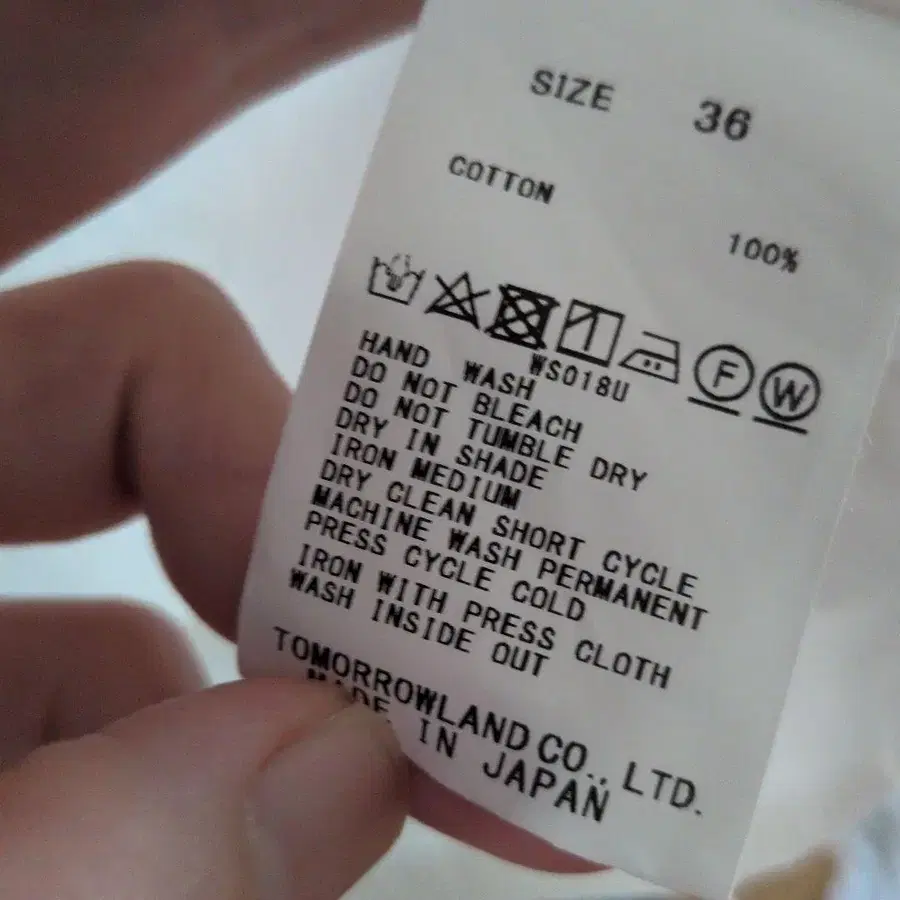 SIZE 36
COTTON
100%
F W
WS018U
HAND WASH
DO NOT BLEACH
DO NOT TUMBLE DRY
DRY IN SHADE
IRON MEDIUM
DRY CLEAN SHORT CYCLE
MACHINE WASH PERMANENT
PRESS CYCLE COLD
IRON WITH PRESS CLOTH
WASH INSIDE OUT
TOMORROWLAND CO., LTD.
MADE IN JAPAN